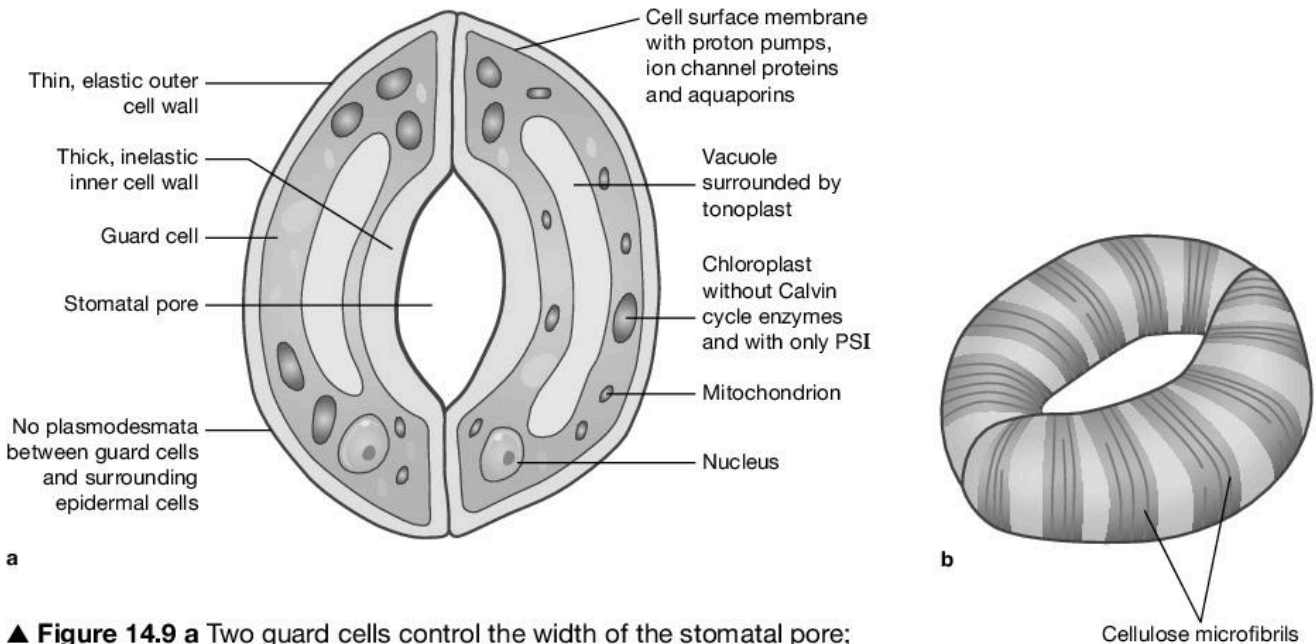 Thin, elastic outer
cell wall
Thick, inelastic
inner cell wall
Guard cell
Stomatal pore
No plasmodesmata
between guard cells
and surrounding
epidermal cells
a
Cell surface membrane
with proton pumps,
ion channel proteins
and aquaporins
Vacuole
surrounded by
tonoplast
Chloroplast
without Calvin
cycle enzymes
and with only PSI
Mitochondrion
Nucleus
b
Cellulose microfibrils
▲ Figure 14.9 a Two guard cells control the width of the stomatal pore;